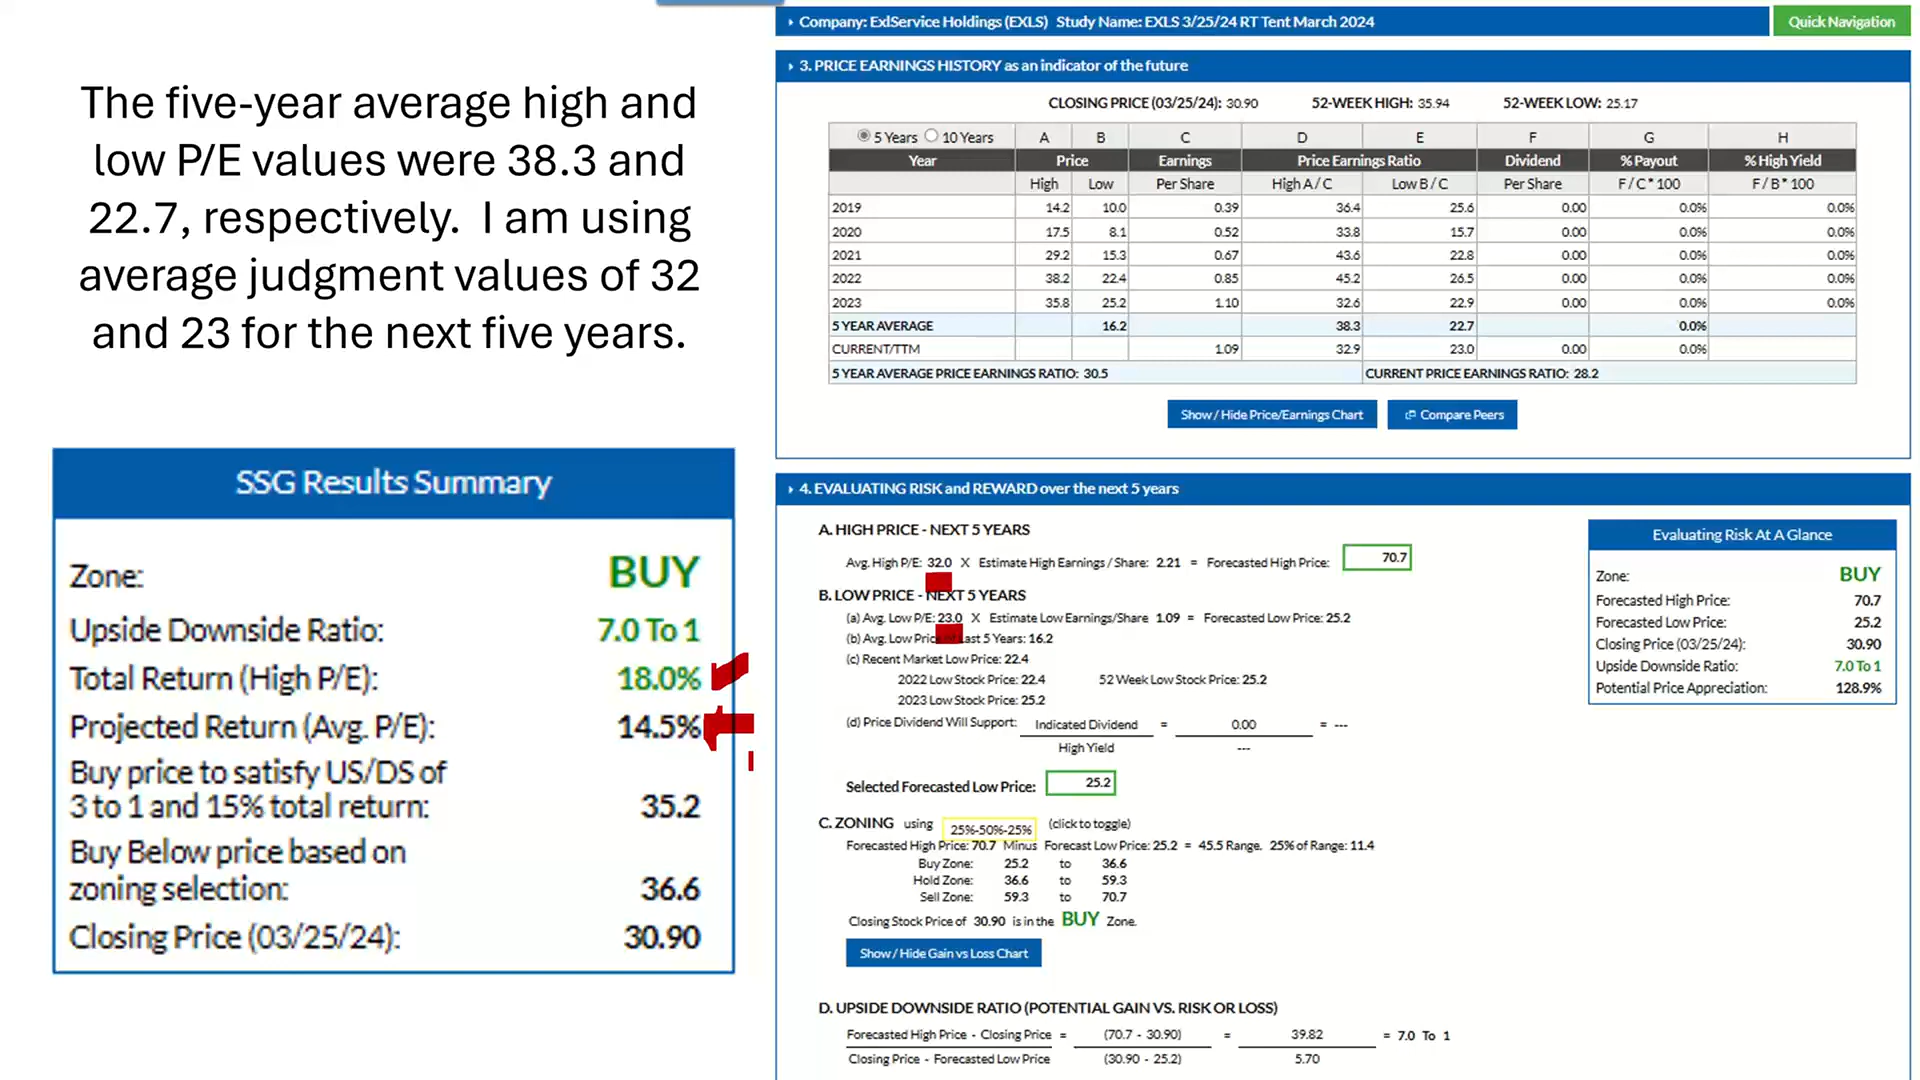 The five-year average high and
low P/E values were 38.3 and
22.7, respectively.  I am using
average judgment values of 32
and 23 for the next five years.
SSG Results Summary
Zone: BUY
Upside Downside Ratio: 7.0 To 1
Total Return (High P/E): 18.0%
Projected Return (Avg. P/E): 14.5%
Buy price to satisfy US/DS of
3 to 1 and 15% total return: 35.2
Buy Below price based on
zoning selection: 36.6
Closing Price (03/25/24): 30.90
Company: ExlService Holdings (EXLS) Study Name: EXLS 3/25/24 RT Tent March 2024 Quick Navigation
3. PRICE EARNINGS HISTORY as an indicator of the future
CLOSING PRICE (03/25/24): 30.90 52-WEEK HIGH: 35.94 52-WEEK LOW: 25.17
5 Years 10 Years A B C D E F G H
Year Price Earnings Price Earnings Ratio Dividend % Payout % High Yield
High Low Per Share High A / C Low B / C Per Share F / C * 100 F / B * 100
2019 14.2 10.0 0.39 36.4 25.6 0.00 0.0% 0.0%
2020 17.5 8.1 0.52 33.8 15.7 0.00 0.0% 0.0%
2021 29.2 15.3 0.67 43.6 22.8 0.00 0.0% 0.0%
2022 38.2 22.4 0.85 45.2 26.5 0.00 0.0% 0.0%
2023 35.8 25.2 1.10 32.6 22.9 0.00 0.0% 0.0%
5 YEAR AVERAGE 16.2 38.3 22.7 0.0%
CURRENT/TTM 1.09 32.9 23.0 0.00 0.0%
5 YEAR AVERAGE PRICE EARNINGS RATIO: 30.5 CURRENT PRICE EARNINGS RATIO: 28.2
Show / Hide Price/Earnings Chart Compare Peers
4. EVALUATING RISK and REWARD over the next 5 years
A. HIGH PRICE - NEXT 5 YEARS
Avg. High P/E: 32.0 X Estimate High Earnings / Share: 2.21 = Forecasted High Price: 70.7
B. LOW PRICE - NEXT 5 YEARS
(a) Avg. Low P/E: 23.0 X Estimate Low Earnings/Share 1.09 = Forecasted Low Price: 25.2
(b) Avg. Low Price Last 5 Years: 16.2
(c) Recent Market Low Price: 22.4
2022 Low Stock Price: 22.4 52 Week Low Stock Price: 25.2
2023 Low Stock Price: 25.2
(d) Price Dividend Will Support: Indicated Dividend = 0.00 = ---
High Yield ---
Selected Forecasted Low Price: 25.2
C. ZONING using 25%-50%-25% (click to toggle)
Forecasted High Price: 70.7 Minus Forecast Low Price: 25.2 = 45.5 Range. 25% of Range: 11.4
Buy Zone: 25.2 to 36.6
Hold Zone: 36.6 to 59.3
Sell Zone: 59.3 to 70.7
Closing Stock Price of 30.90 is in the BUY Zone.
Show / Hide Gain vs Loss Chart
D. UPSIDE DOWNSIDE RATIO (POTENTIAL GAIN VS. RISK OR LOSS)
Forecasted High Price - Closing Price = (70.7 - 30.90) = 39.82 = 7.0 To 1
Closing Price - Forecasted Low Price (30.90 - 25.2) 5.70
Evaluating Risk At A Glance
Zone: BUY
Forecasted High Price: 70.7
Forecasted Low Price: 25.2
Closing Price (03/25/24): 30.90
Upside Downside Ratio: 7.0 To 1
Potential Price Appreciation: 128.9%